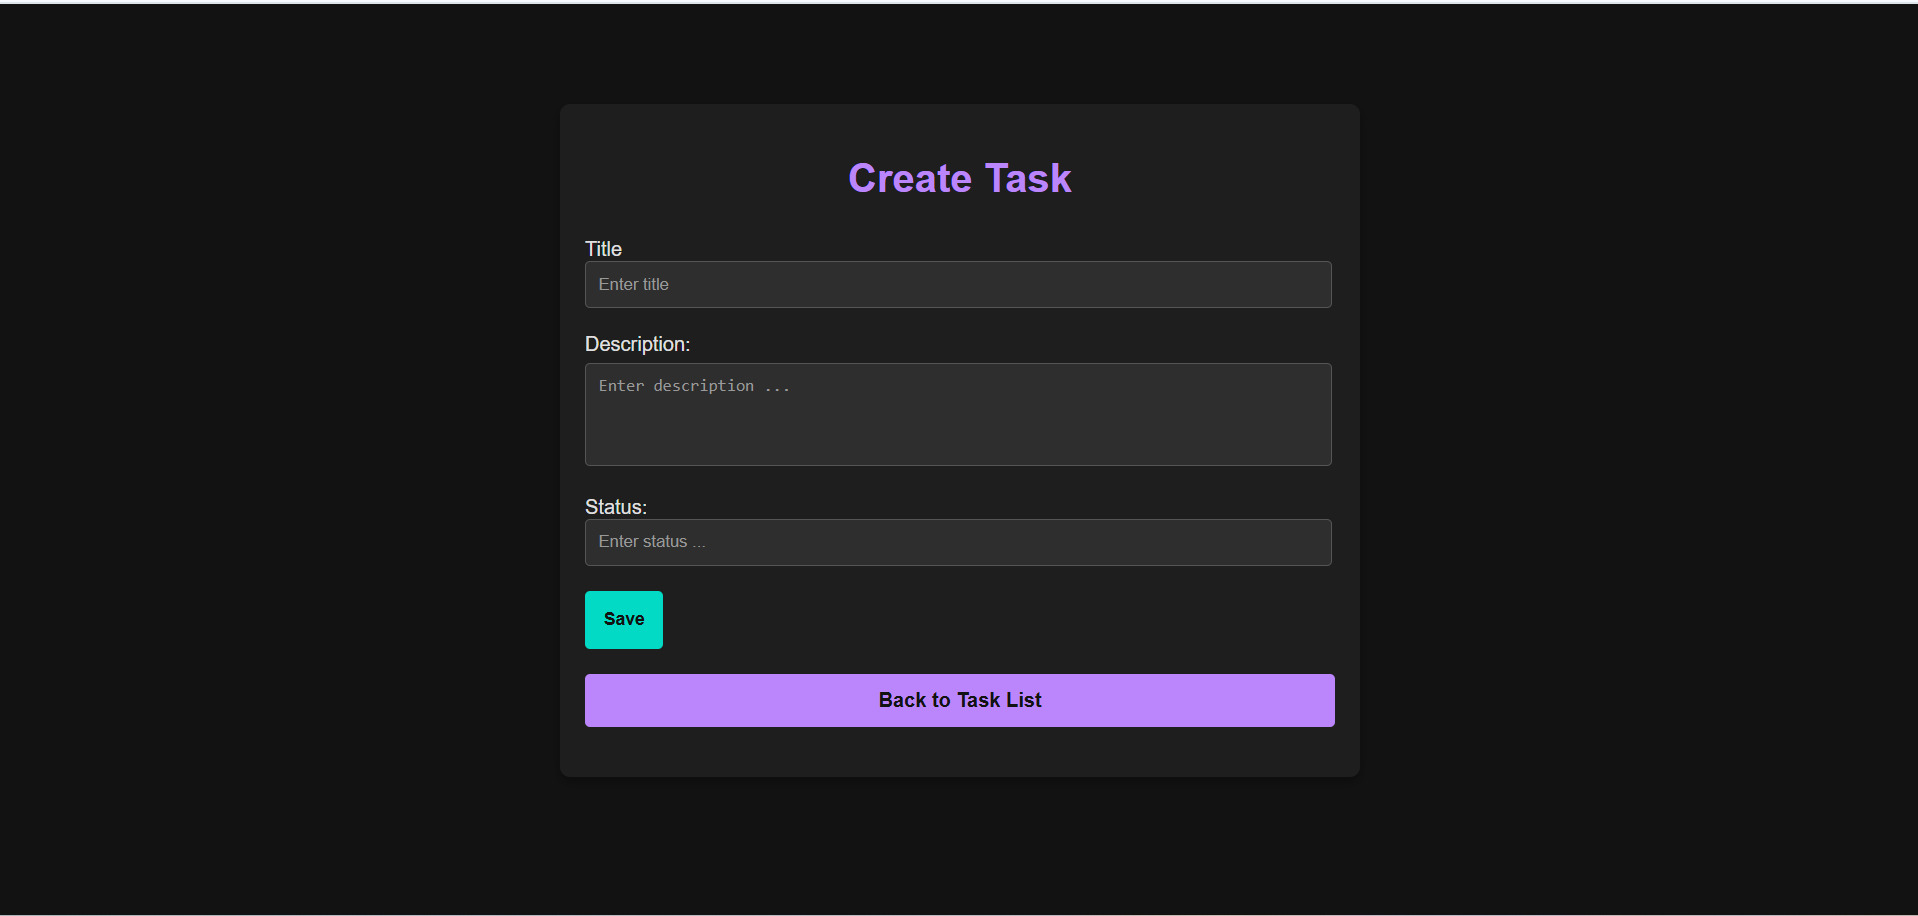 Create Task
Title
Enter title
Description:
Enter description ...
Status:
Enter status ...
Save
Back to Task List